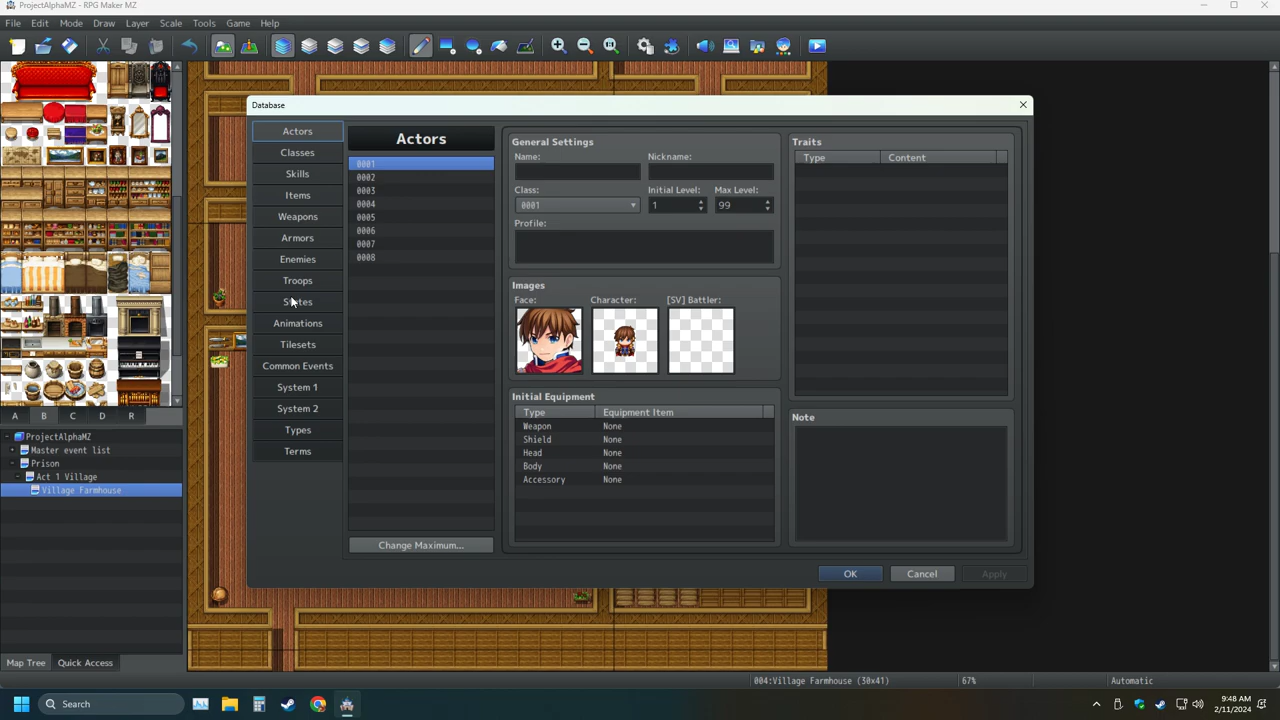 ProjectAlphaMZ - RPG Maker MZ
File Edit Mode Draw Layer Scale Tools Game Help
Database
Actors
Classes
Skills
Items
Weapons
Armors
Enemies
Troops
States
Animations
Tilesets
Common Events
System 1
System 2
Types
Terms
Actors
0001
0002
0003
0004
0005
0006
0007
0008
Change Maximum...
General Settings
Name: Nickname:
Class: Initial Level: Max Level:
0001 1 99
Profile:
Images
Face: Character: [SV] Battler:
Initial Equipment
Type Equipment Item
Weapon None
Shield None
Head None
Body None
Accessory None
Traits
Type Content
Note
OK Cancel Apply
A B C D R
ProjectAlphaMZ
Master event list
Prison
Act 1 Village
Village Farmhouse
Map Tree Quick Access
004:Village Farmhouse (30x41) 67% Automatic
Search
9:48 AM
2/11/2024